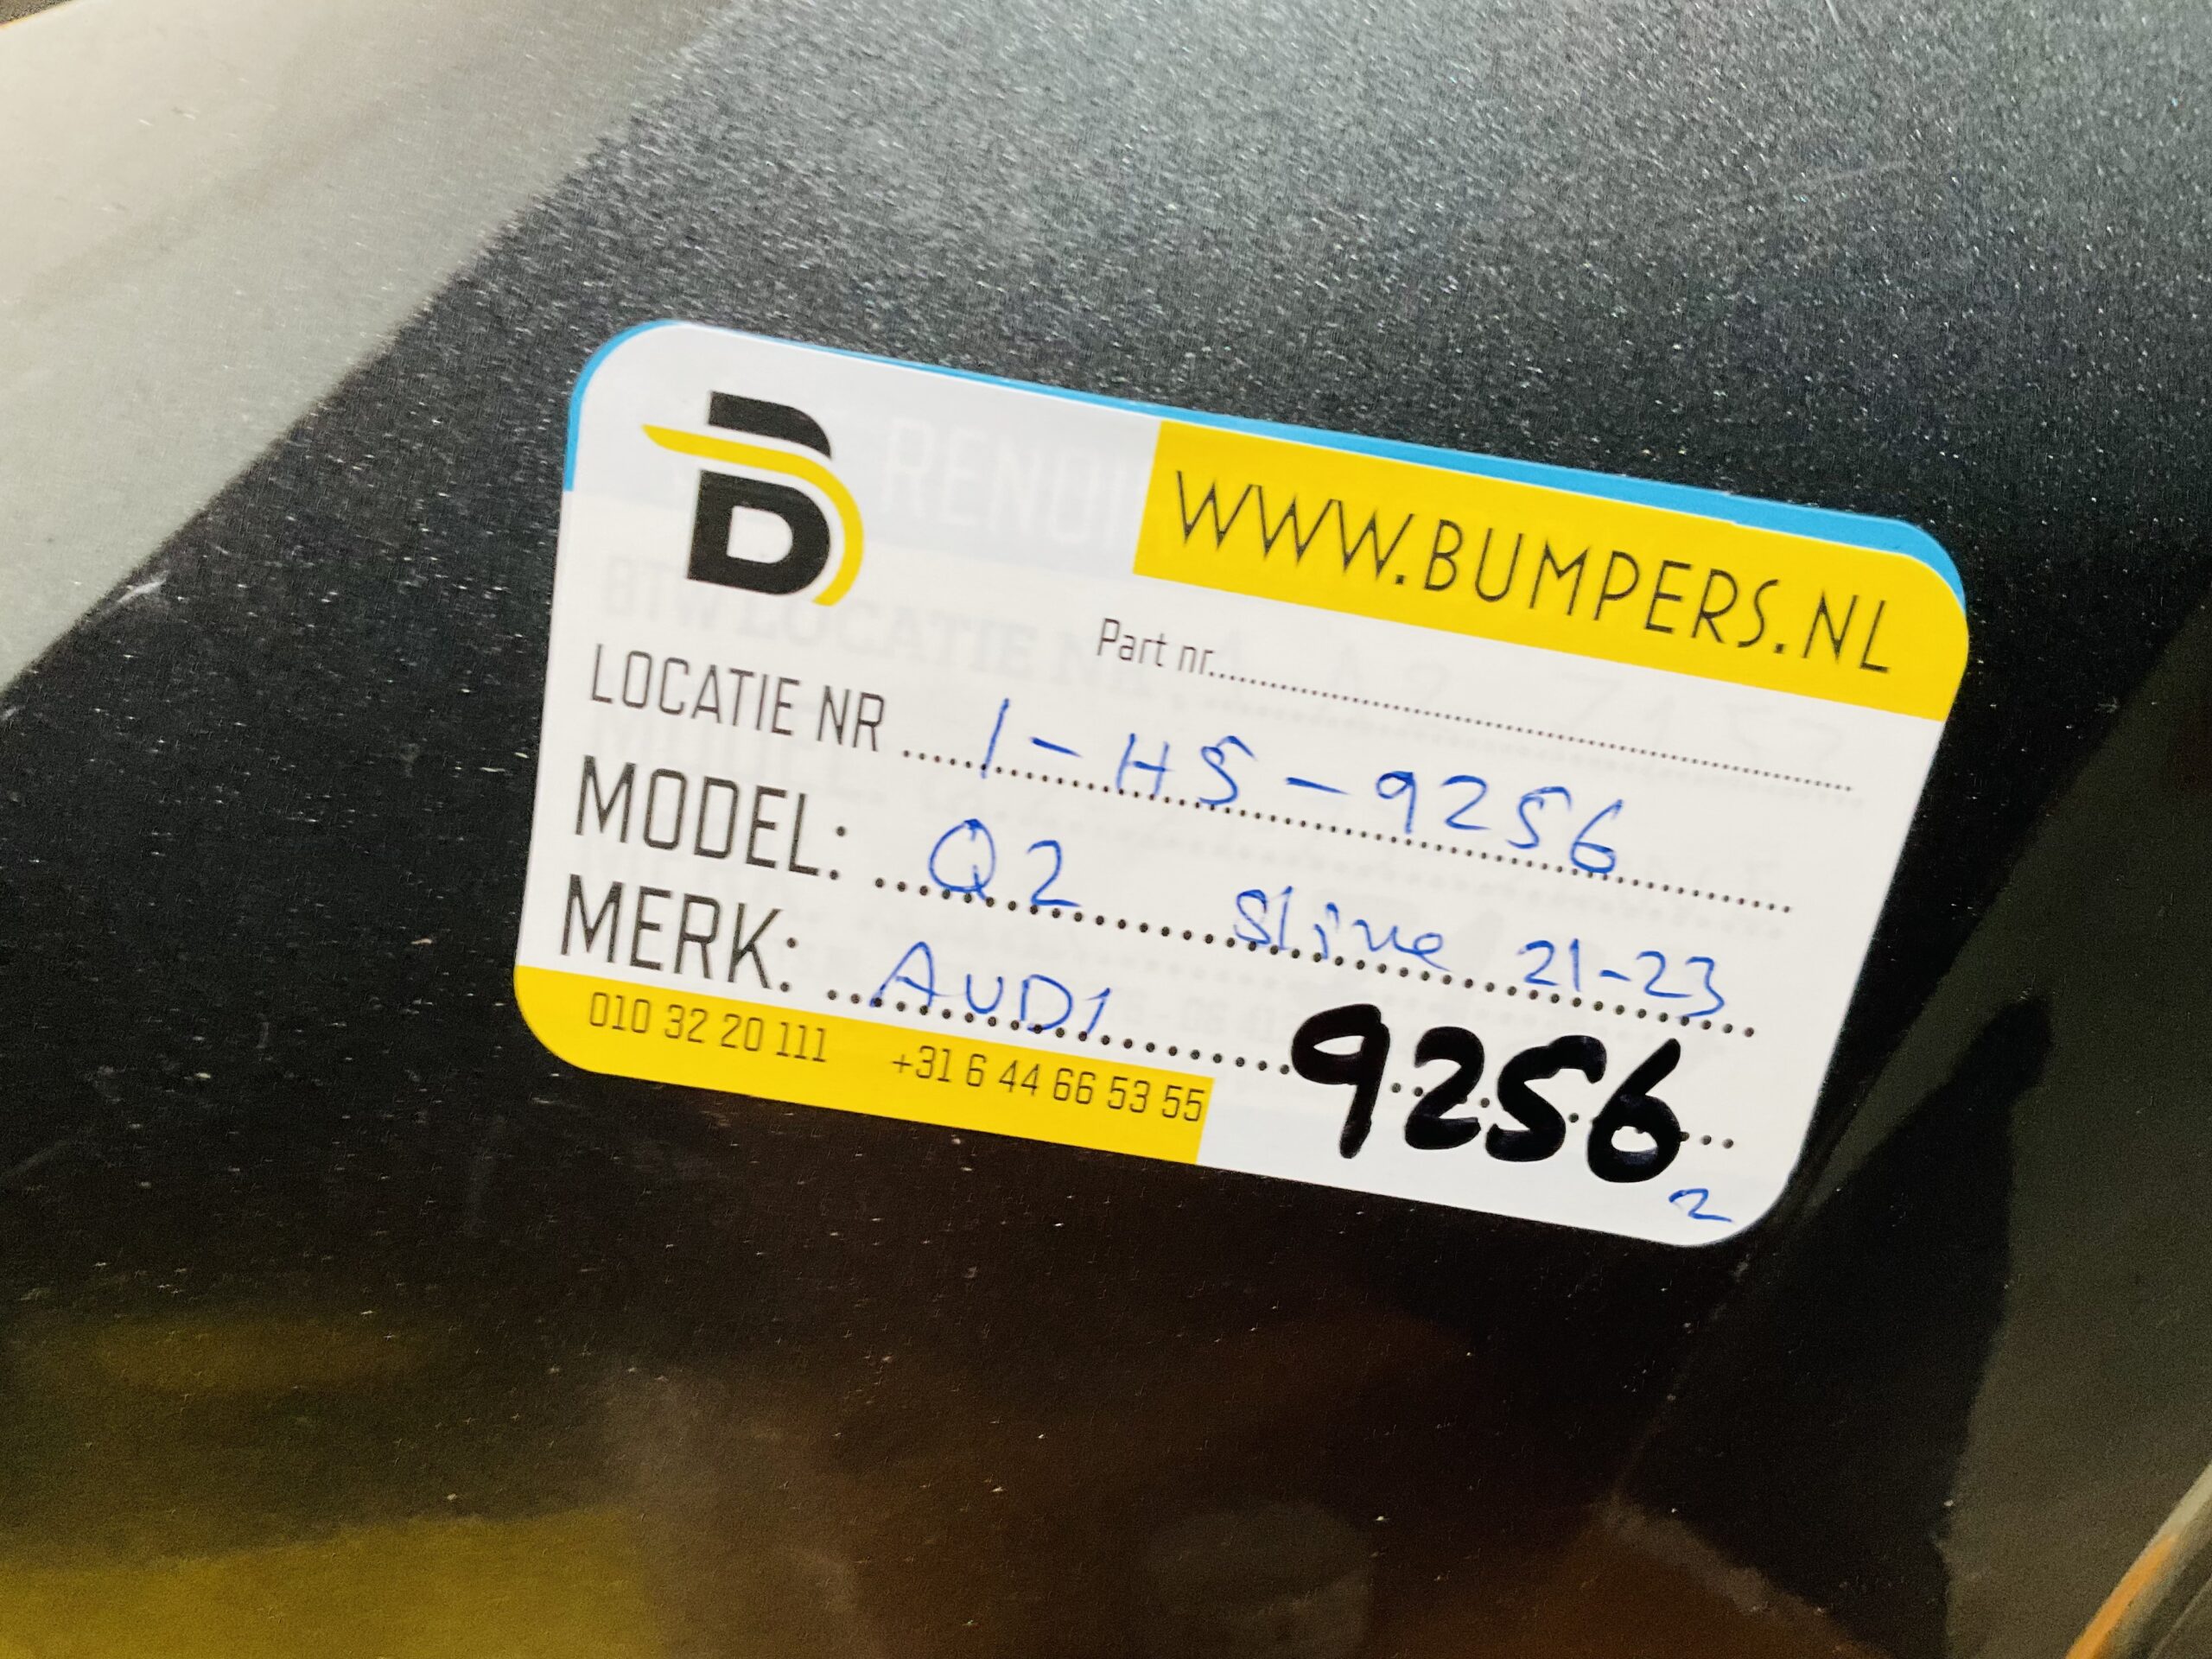 B
WWW.BUMPERS.NL
Part nr.
LOCATIE NR 1-HS-9256
MODEL: Q2 Sline 21-23
MERK: AUDI
010 32 20 111 +31 6 44 66 53 55
9256
2